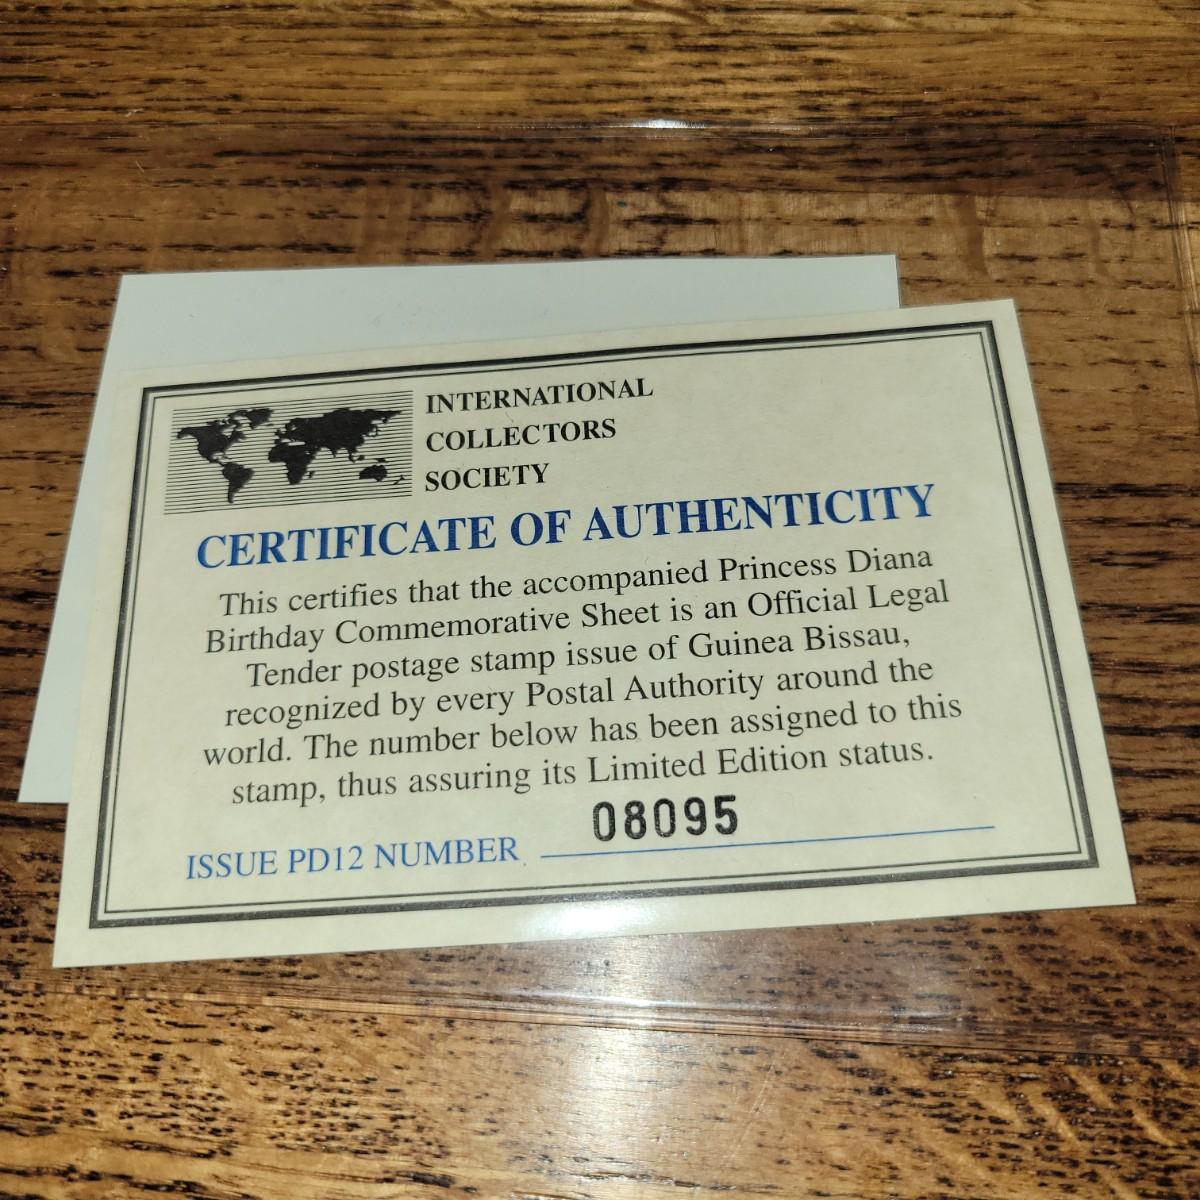 INTERNATIONAL
COLLECTORS
SOCIETY
CERTIFICATE OF AUTHENTICITY
This certifies that the accompanied Princess Diana
Birthday Commemorative Sheet is an Official Legal
Tender postage stamp issue of Guinea Bissau,
recognized by every Postal Authority around the
world. The number below has been assigned to this
stamp, thus assuring its Limited Edition status.
08095
ISSUE PD12 NUMBER